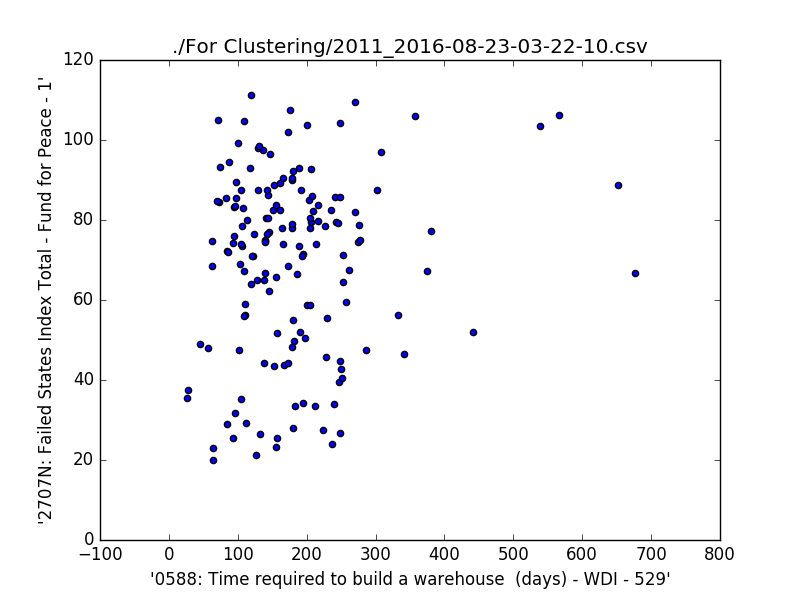 ./For Clustering/2011_2016-08-23-03-22-10.csv
'2707N: Failed States Index Total - Fund for Peace - 1'
120
100
80
60
40
20
0
−100 0 100 200 300 400 500 600 700 800
'0588: Time required to build a warehouse  (days) - WDI - 529'